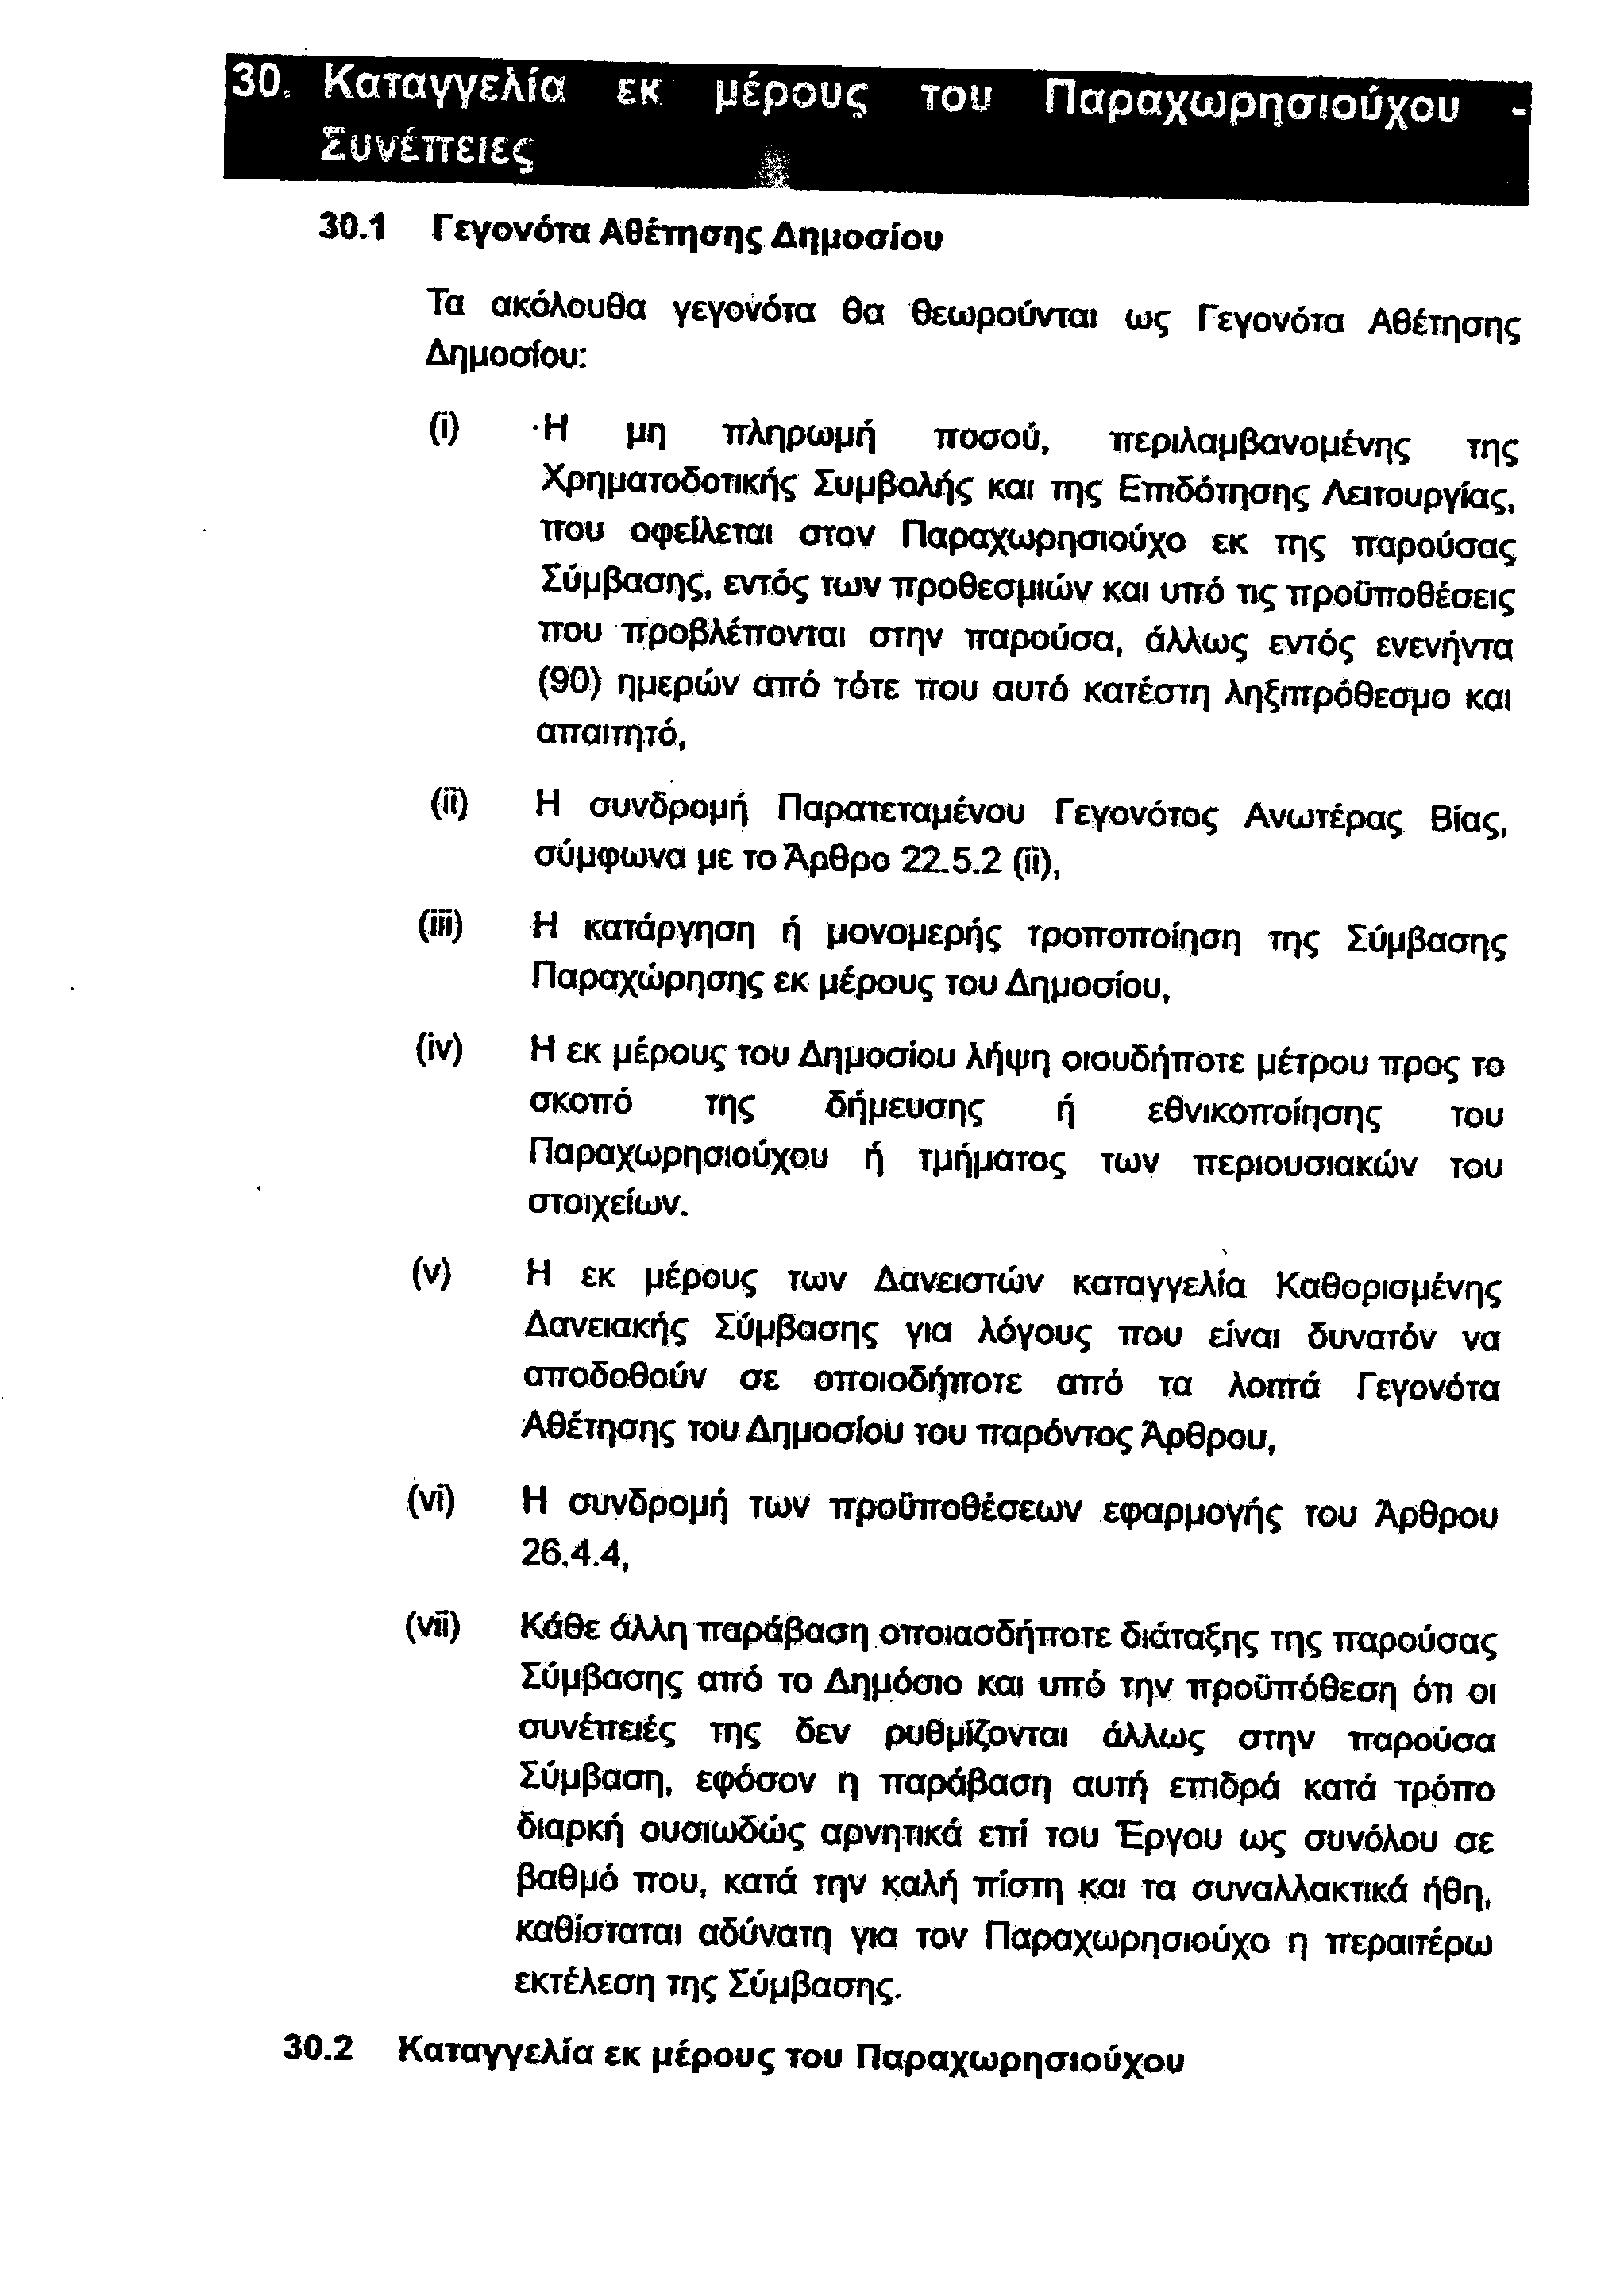 30. Καταγγελία εκ μέρους του Παραχωρησιούχου -
Συνέπειες
30.1 Γεγονότα Αθέτησης Δημοσίου
Τα ακόλουθα γεγονότα θα θεωρούνται ως Γεγονότα Αθέτησης
Δημοσίου:
(i) Η μη πληρωμή ποσού, περιλαμβανομένης της
Χρηματοδοτικής Συμβολής και της Επιδότησης Λειτουργίας,
που οφείλεται στον Παραχωρησιούχο εκ της παρούσας
Σύμβασης, εντός των προθεσμιών και υπό τις προϋποθέσεις
που προβλέπονται στην παρούσα, άλλως εντός ενενήντα
(90) ημερών από τότε που αυτό κατέστη ληξιπρόθεσμο και
απαιτητό,
(ii) Η συνδρομή Παρατεταμένου Γεγονότος Ανωτέρας Βίας,
σύμφωνα με το Άρθρο 22.5.2 (ii),
(iii) Η κατάργηση ή μονομερής τροποποίηση της Σύμβασης
Παραχώρησης εκ μέρους του Δημοσίου,
(iv) Η εκ μέρους του Δημοσίου λήψη οιουδήποτε μέτρου προς το
σκοπό της δήμευσης ή εθνικοποίησης του
Παραχωρησιούχου ή τμήματος των περιουσιακών του
στοιχείων.
(v) Η εκ μέρους των Δανειστών καταγγελία Καθορισμένης
Δανειακής Σύμβασης για λόγους που είναι δυνατόν να
αποδοθούν σε οποιοδήποτε από τα λοιπά Γεγονότα
Αθέτησης του Δημοσίου του παρόντος Άρθρου,
(vi) Η συνδρομή των προϋποθέσεων εφαρμογής του Άρθρου
26.4.4,
(vii) Κάθε άλλη παράβαση οποιασδήποτε διάταξης της παρούσας
Σύμβασης από το Δημόσιο και υπό την προϋπόθεση ότι οι
συνέπειές της δεν ρυθμίζονται άλλως στην παρούσα
Σύμβαση, εφόσον η παράβαση αυτή επιδρά κατά τρόπο
διαρκή ουσιωδώς αρνητικά επί του Έργου ως συνόλου σε
βαθμό που, κατά την καλή πίστη και τα συναλλακτικά ήθη,
καθίσταται αδύνατη για τον Παραχωρησιούχο η περαιτέρω
εκτέλεση της Σύμβασης.
30.2 Καταγγελία εκ μέρους του Παραχωρησιούχου